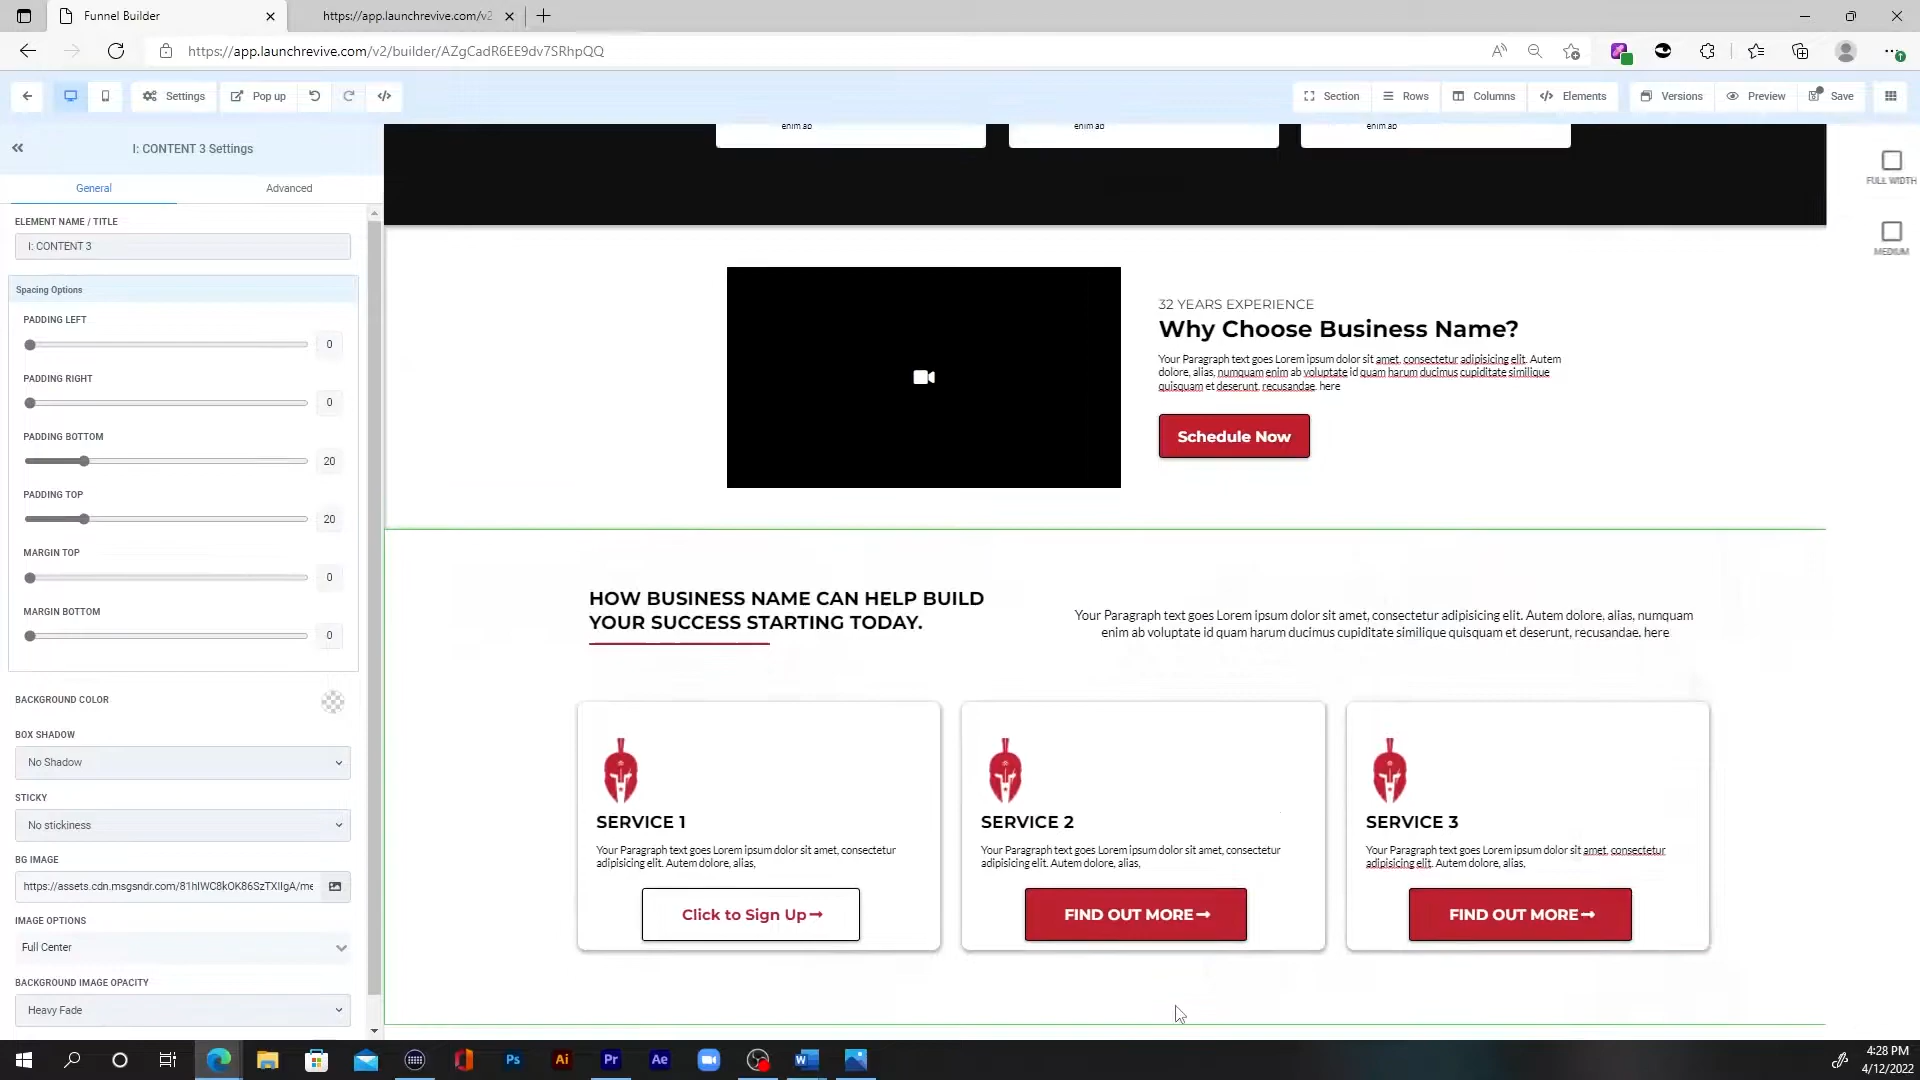 Funnel Builder
https://app.launchrevive.com/v2
https://app.launchrevive.com/v2/builder/AZgCadR6EE9dv7SRhpQQ
Settings
Pop up
Section
Rows
Columns
Elements
Versions
Preview
Save
I: CONTENT 3 Settings
General
Advanced
ELEMENT NAME / TITLE
I: CONTENT 3
Spacing Options
PADDING LEFT
0
PADDING RIGHT
0
PADDING BOTTOM
20
PADDING TOP
20
MARGIN TOP
0
MARGIN BOTTOM
0
BACKGROUND COLOR
BOX SHADOW
No Shadow
STICKY
No stickiness
BG IMAGE
https://assets.cdn.msgsndr.com/81hIWC8kOK86SzTXIIgA/me
IMAGE OPTIONS
Full Center
BACKGROUND IMAGE OPACITY
Heavy Fade
enim ab
enim ab
enim ab
FULL WIDTH
MEDIUM
32 YEARS EXPERIENCE
Why Choose Business Name?
Your Paragraph text goes Lorem ipsum dolor sit amet, consectetur adipisicing elit. Autem
dolore, alias, numquam enim ab voluptate id quam harum ducimus cupiditate similique
quisquam et deserunt, recusandae. here
Schedule Now
HOW BUSINESS NAME CAN HELP BUILD
YOUR SUCCESS STARTING TODAY.
Your Paragraph text goes Lorem ipsum dolor sit amet, consectetur adipisicing elit. Autem dolore, alias, numquam
enim ab voluptate id quam harum ducimus cupiditate similique quisquam et deserunt, recusandae. here
SERVICE 1
Your Paragraph text goes Lorem ipsum dolor sit amet, consectetur
adipisicing elit. Autem dolore, alias,
Click to Sign Up→
SERVICE 2
Your Paragraph text goes Lorem ipsum dolor sit amet, consectetur
adipisicing elit. Autem dolore, alias,
FIND OUT MORE→
SERVICE 3
Your Paragraph text goes Lorem ipsum dolor sit amet, consectetur
adipisicing elit. Autem dolore, alias,
FIND OUT MORE→
Ps
Ai
Pr
Ae
W
4:28 PM
4/12/2022